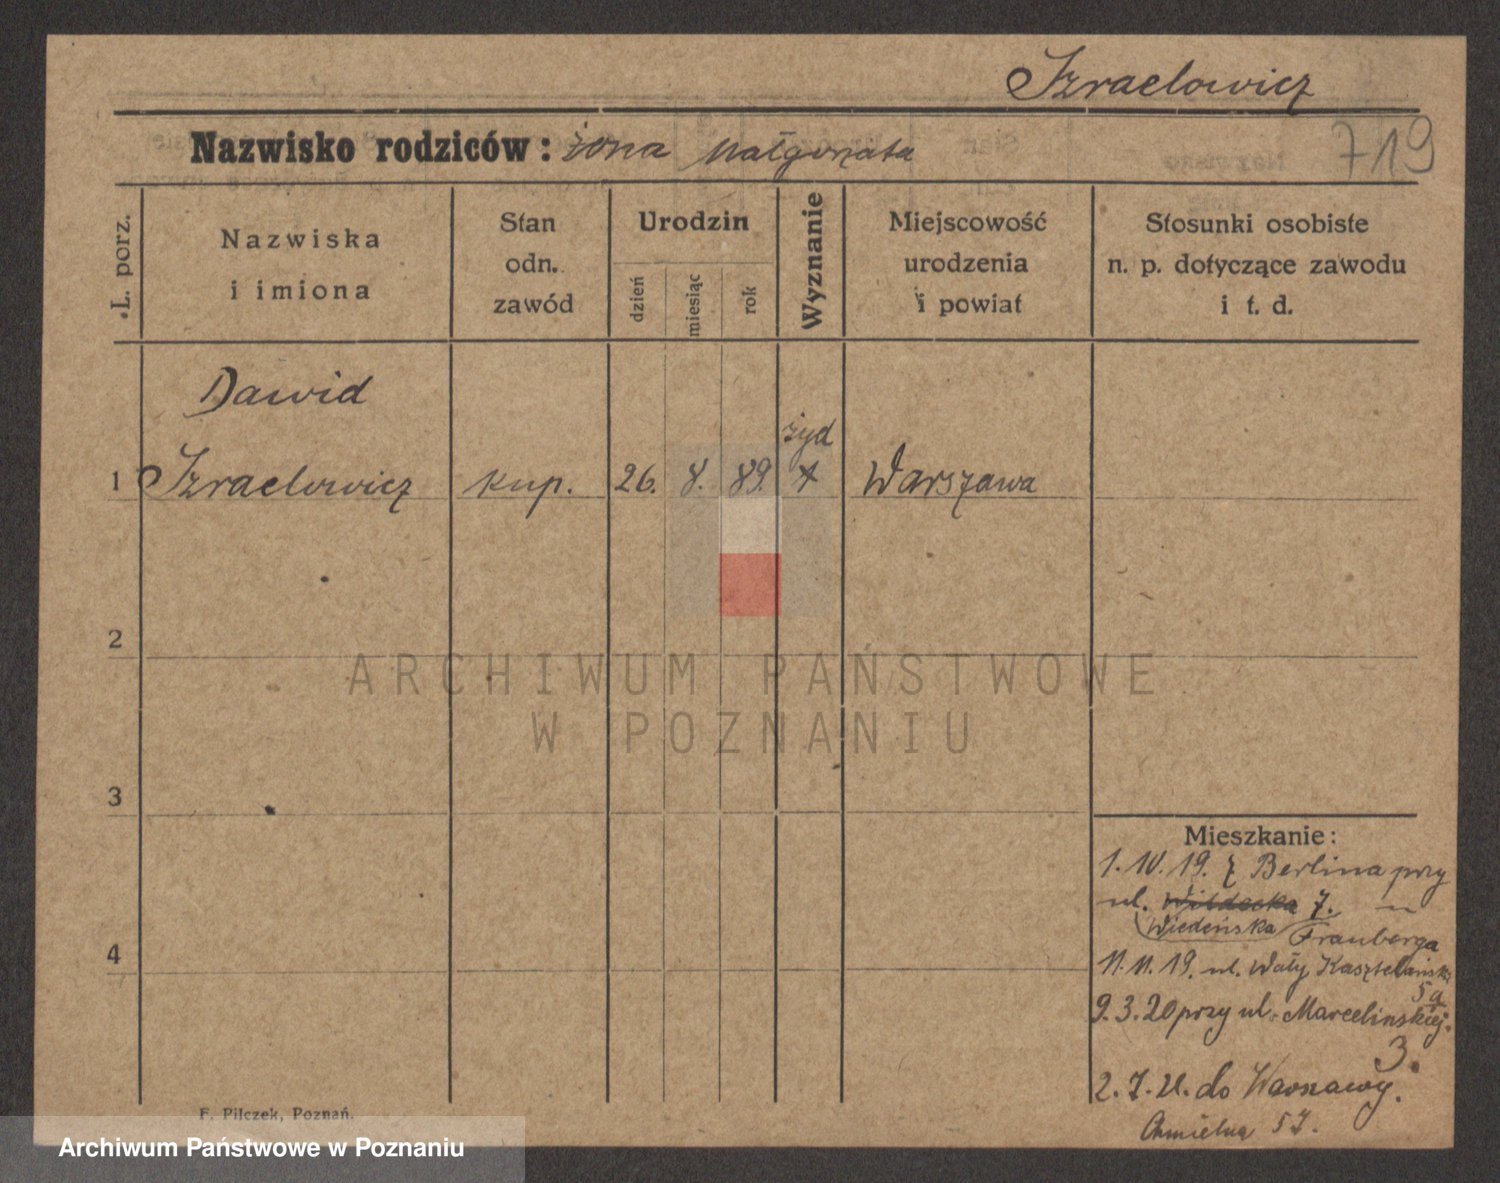 Izraelowicz
Nazwisko rodziców: żona Małgorzata
719
L. porz.
Nazwiska
i imiona
Stan
odn.
zawód
Urodzin
dzień
miesiąc
rok
Wyznanie
Miejscowość
urodzenia
i powiat
Stosunki osobiste
n. p. dotyczące zawodu
i t. d.
Dawid
żyd
1 Izraelowicz kup. 26. 8. 89. Warszawa
2
ARCHIWUM PAŃSTWOWE
W POZNANIU
3
4
Mieszkanie:
1. 10. 19. z Berlina przy
ul. 7.
Wiedeńska Frauberga
11. 11. 19. ul. Wały Kasztelańskie
5a
9. 3. 20 przy ul. Marcelińskiej.
3.
2. 7. 21. do Warszawy.
Chmielna 57.
F. Pilczek, Poznań.
Archiwum Państwowe w Poznaniu